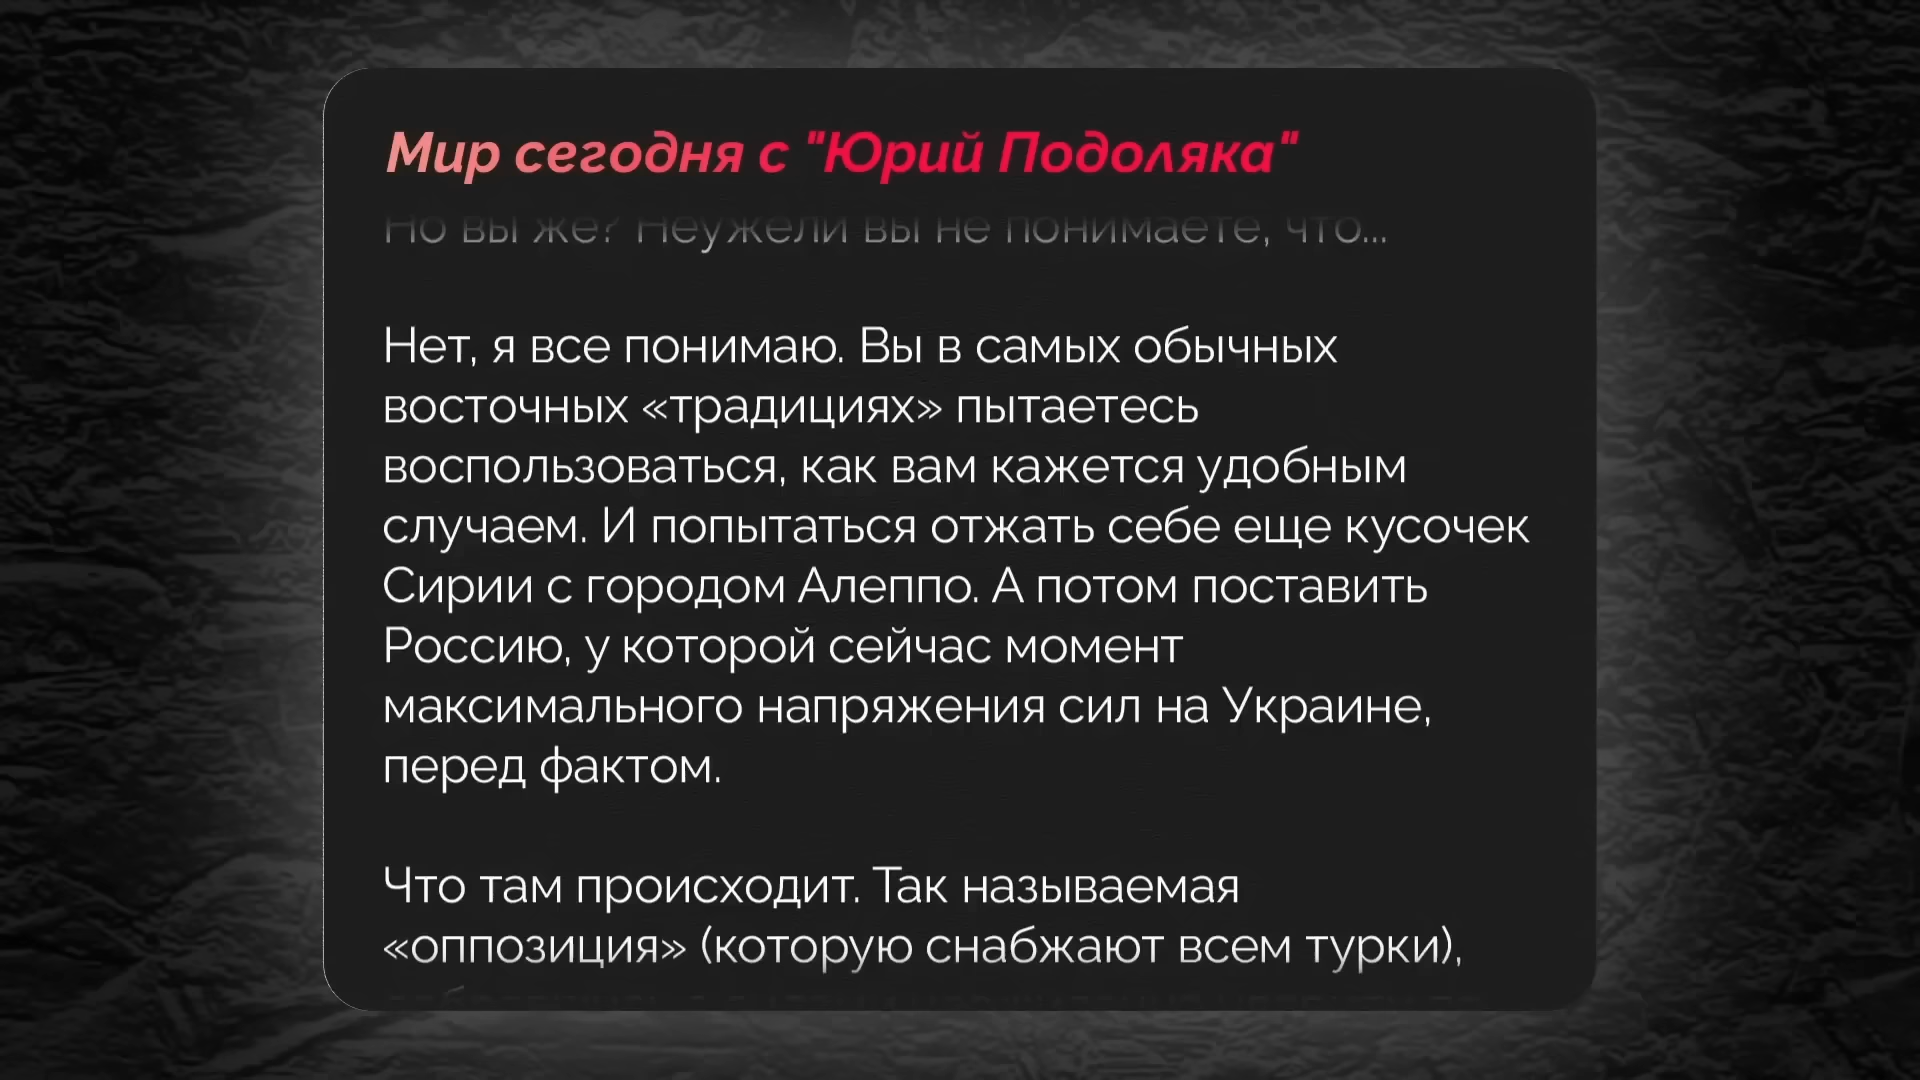 Мир сегодня с "Юрий Подоляка"
Но вы же? Неужели вы не понимаете, что...
Нет, я все понимаю. Вы в самых обычных
восточных «традициях» пытаетесь
воспользоваться, как вам кажется удобным
случаем. И попытаться отжать себе еще кусочек
Сирии с городом Алеппо. А потом поставить
Россию, у которой сейчас момент
максимального напряжения сил на Украине,
перед фактом.
Что там происходит. Так называемая
«оппозиция» (которую снабжают всем турки),